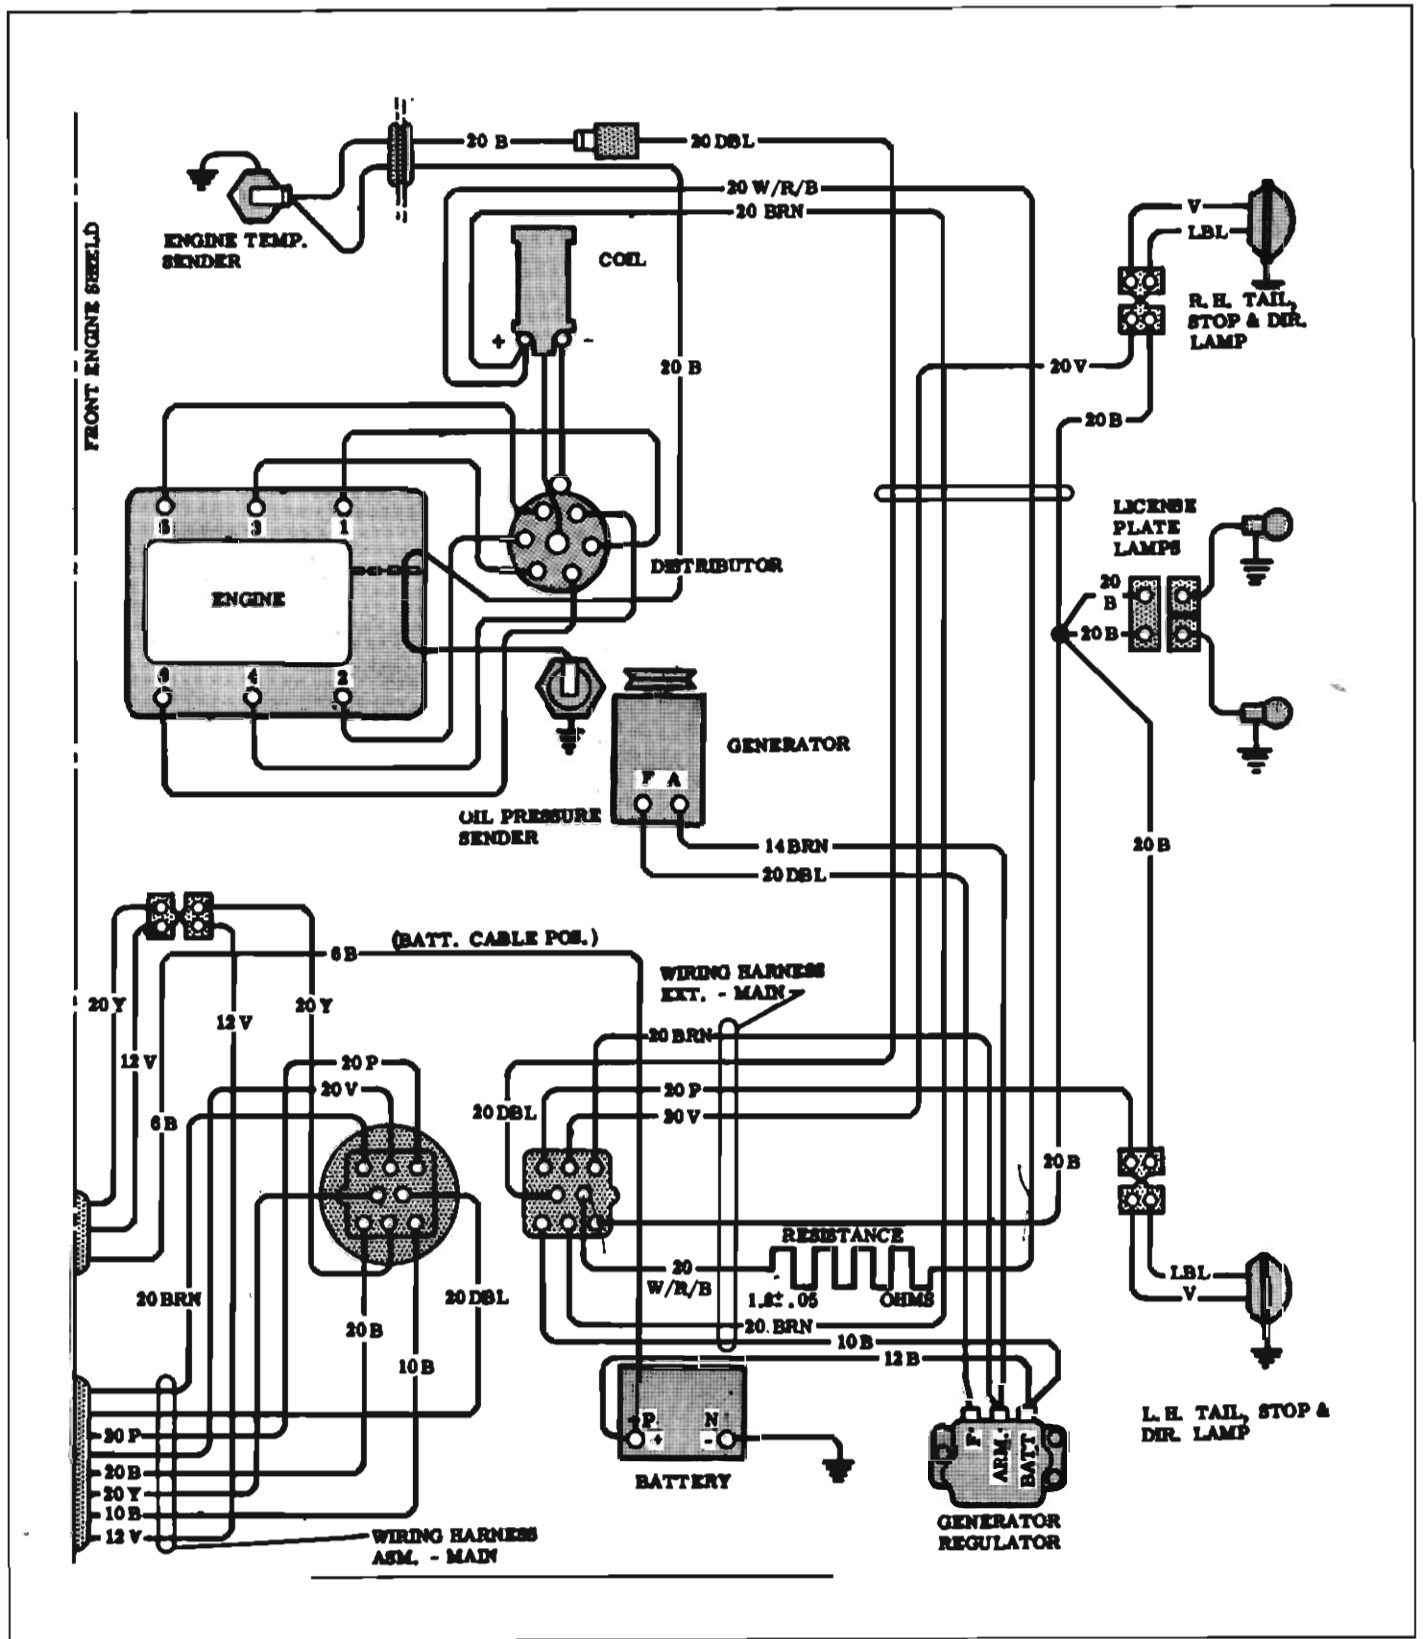 20 B
20 DBL
20 W/R/B
20 BRN
V
LBL
ENGINE TEMP.
SENDER
COIL
FRONT ENGINE SHIELD
R. H. TAIL,
STOP & DIR.
LAMP
+
-
20 B
20 V
20 B
LICENSE
PLATE
LAMPS
3
1
DISTRIBUTOR
20
B
ENGINE
20 B
4
2
GENERATOR
F A
OIL PRESSURE
SENDER
14 BRN
20 B
20 DBL
(BATT. CABLE POS.)
6 B
WIRING HARNESS
EXT. - MAIN
20 Y
20 Y
12 V
20 BRN
12 V
20 P
20 V
20 P
20 DBL
20 V
6 B
20 B
RESISTANCE
20
W/R/B
OHMS
LBL
V
20 BRN
20 DBL
20 B
20. BRN
10 B
12 B
10 B
+P.
N
+
-
BATTERY
F.
ARM.
BATT
L. H. TAIL, STOP &
DIR. LAMP
20 P
20 B
20 Y
10 B
12 V
WIRING HARNESS
ASM. - MAIN
GENERATOR
REGULATOR